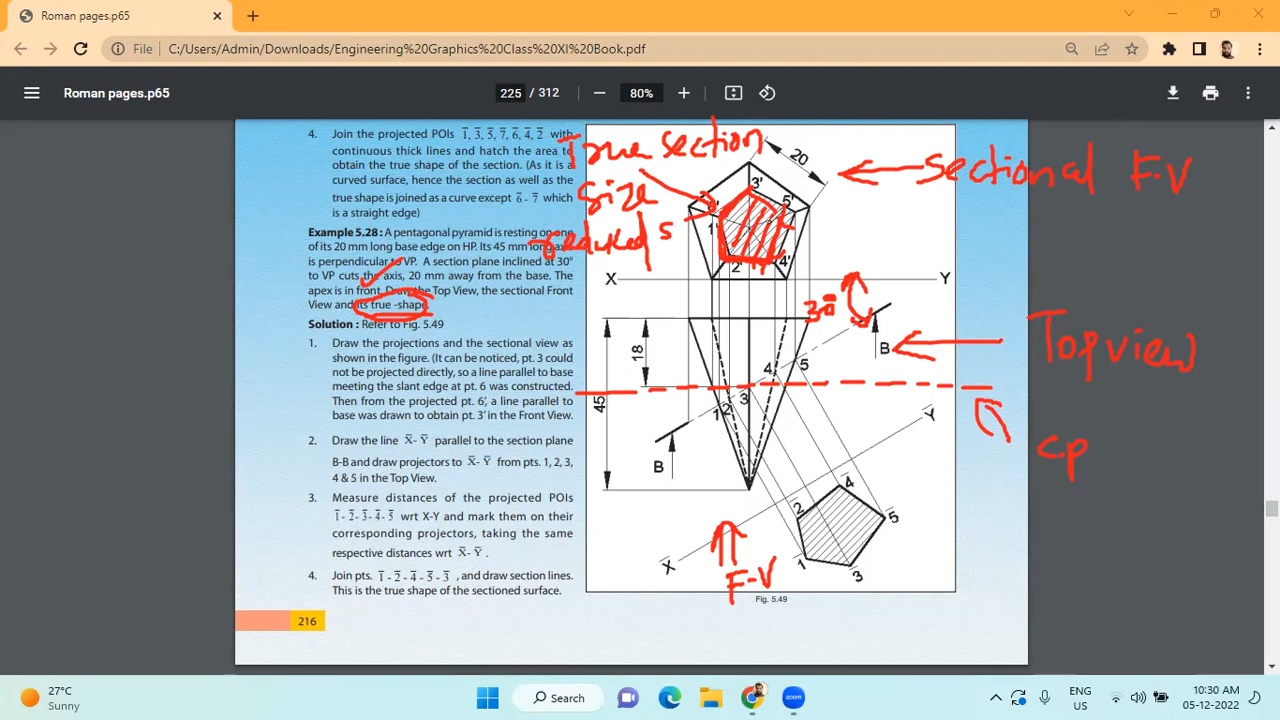 Roman pages.p65
File
C:/Users/Admin/Downloads/Engineering%20Graphics%20Class%20XI%20Book.pdf
Roman pages.p65
225 / 312
80%
4. Join the projected POIs 1̄, 3̄, 5̄, 7̄, 6̄, 4̄, 2̄ with
continuous thick lines and hatch the area to
obtain the true shape of the section. (As it is a
curved surface, hence the section as well as the
true shape is joined as a curve except 6̄ - 7̄ which
is a straight edge)
Example 5.28 : A pentagonal pyramid is resting on one
of its 20 mm long base edge on HP. Its 45 mm long axis
is perpendicular to VP. A section plane inclined at 30°
to VP cuts the axis, 20 mm away from the base. The
apex is in front. Draw the Top View, the sectional Front
View and its true -shape.
Solution : Refer to Fig. 5.49
1. Draw the projections and the sectional view as
shown in the figure. (It can be noticed, pt. 3 could
not be projected directly, so a line parallel to base
meeting the slant edge at pt. 6 was constructed.
Then from the projected pt. 6', a line parallel to
base was drawn to obtain pt. 3' in the Front View.
2. Draw the line X̄- Ȳ parallel to the section plane
B-B and draw projectors to X̄ - Ȳ from pts. 1, 2, 3,
4 & 5 in the Top View.
3. Measure distances of the projected POIs
1̄ - 2̄ - 3̄ - 4̄ - 5̄ wrt X-Y and mark them on their
corresponding projectors, taking the same
respective distances wrt X̄ - Ȳ .
4. Join pts. 1̄ - 2̄ - 4̄ - 5̄ - 3̄ , and draw section lines.
This is the true shape of the sectioned surface.
216
True section
size
reduced s
20
3'
5'
1'
4'
2'
X
Y
Sectional F.V
30°
B
Top view
18
45
4
5
3
1
2
B
Ȳ
cp
X̄
F-V
2
4
5
1
3
Fig. 5.49
27°C
Sunny
Search
ENG
US
10:30 AM
05-12-2022